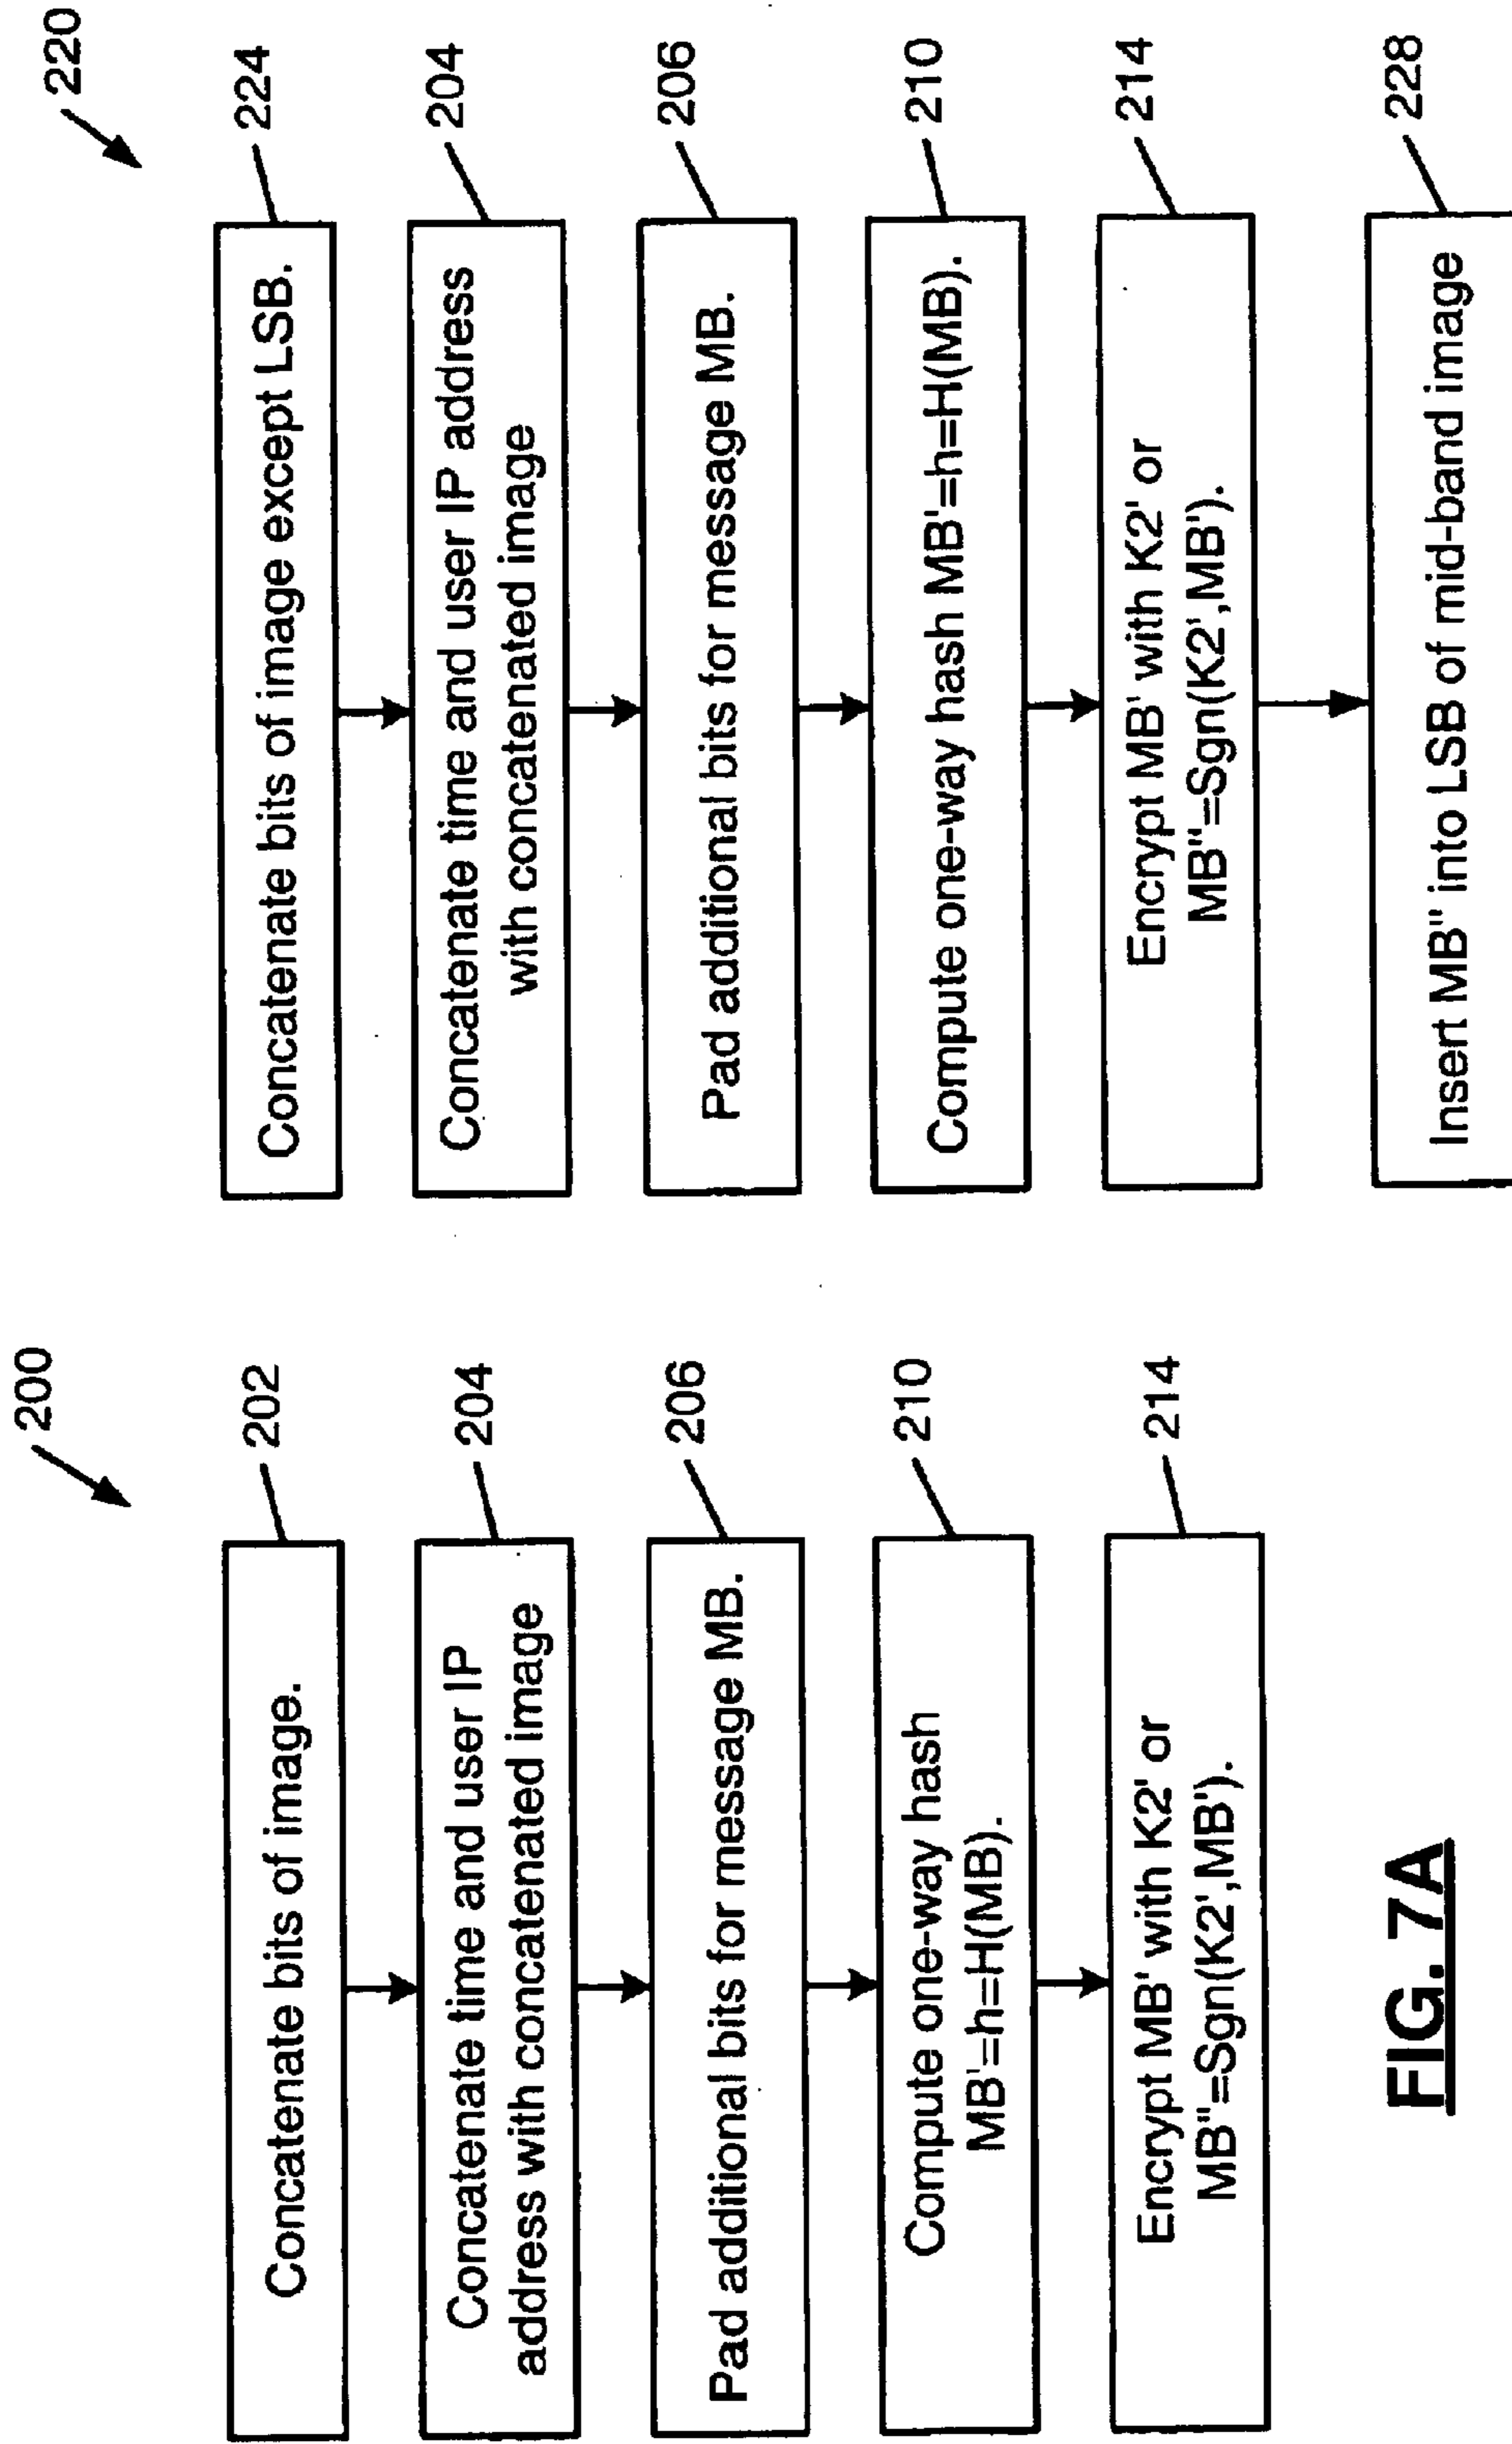 200
Concatenate bits of image.
202
Concatenate time and user IP
address with concatenated image
204
Pad additional bits for message MB.
206
Compute one-way hash
MB'=h=H(MB).
210
Encrypt MB' with K2' or
MB''=Sgn(K2',MB').
214
FIG. 7A
220
Concatenate bits of image except LSB.
224
Concatenate time and user IP address
with concatenated image
204
Pad additional bits for message MB.
206
Compute one-way hash MB'=h=H(MB).
210
Encrypt MB' with K2' or
MB''=Sgn(K2',MB').
214
Insert MB'' into LSB of mid-band image
228